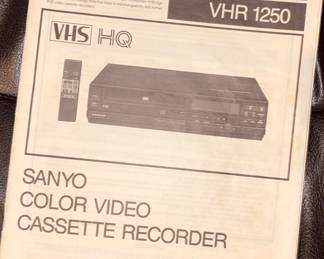 VHR 1250
VHS HQ
SANYO
COLOR VIDEO
CASSETTE RECORDER